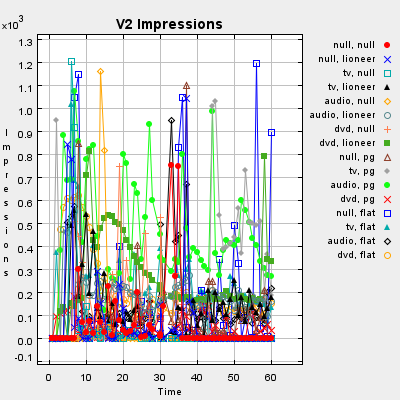 V2 Impressions
x10³
1.3
1.2
1.1
1.0
0.9
0.8
0.7
0.6
0.5
0.4
0.3
0.2
0.1
0.0
-0.1
Impressions
0 10 20 30 40 50 60
Time
null, null
null, lioneer
tv, null
tv, lioneer
audio, null
audio, lioneer
dvd, null
dvd, lioneer
null, pg
tv, pg
audio, pg
dvd, pg
null, flat
tv, flat
audio, flat
dvd, flat